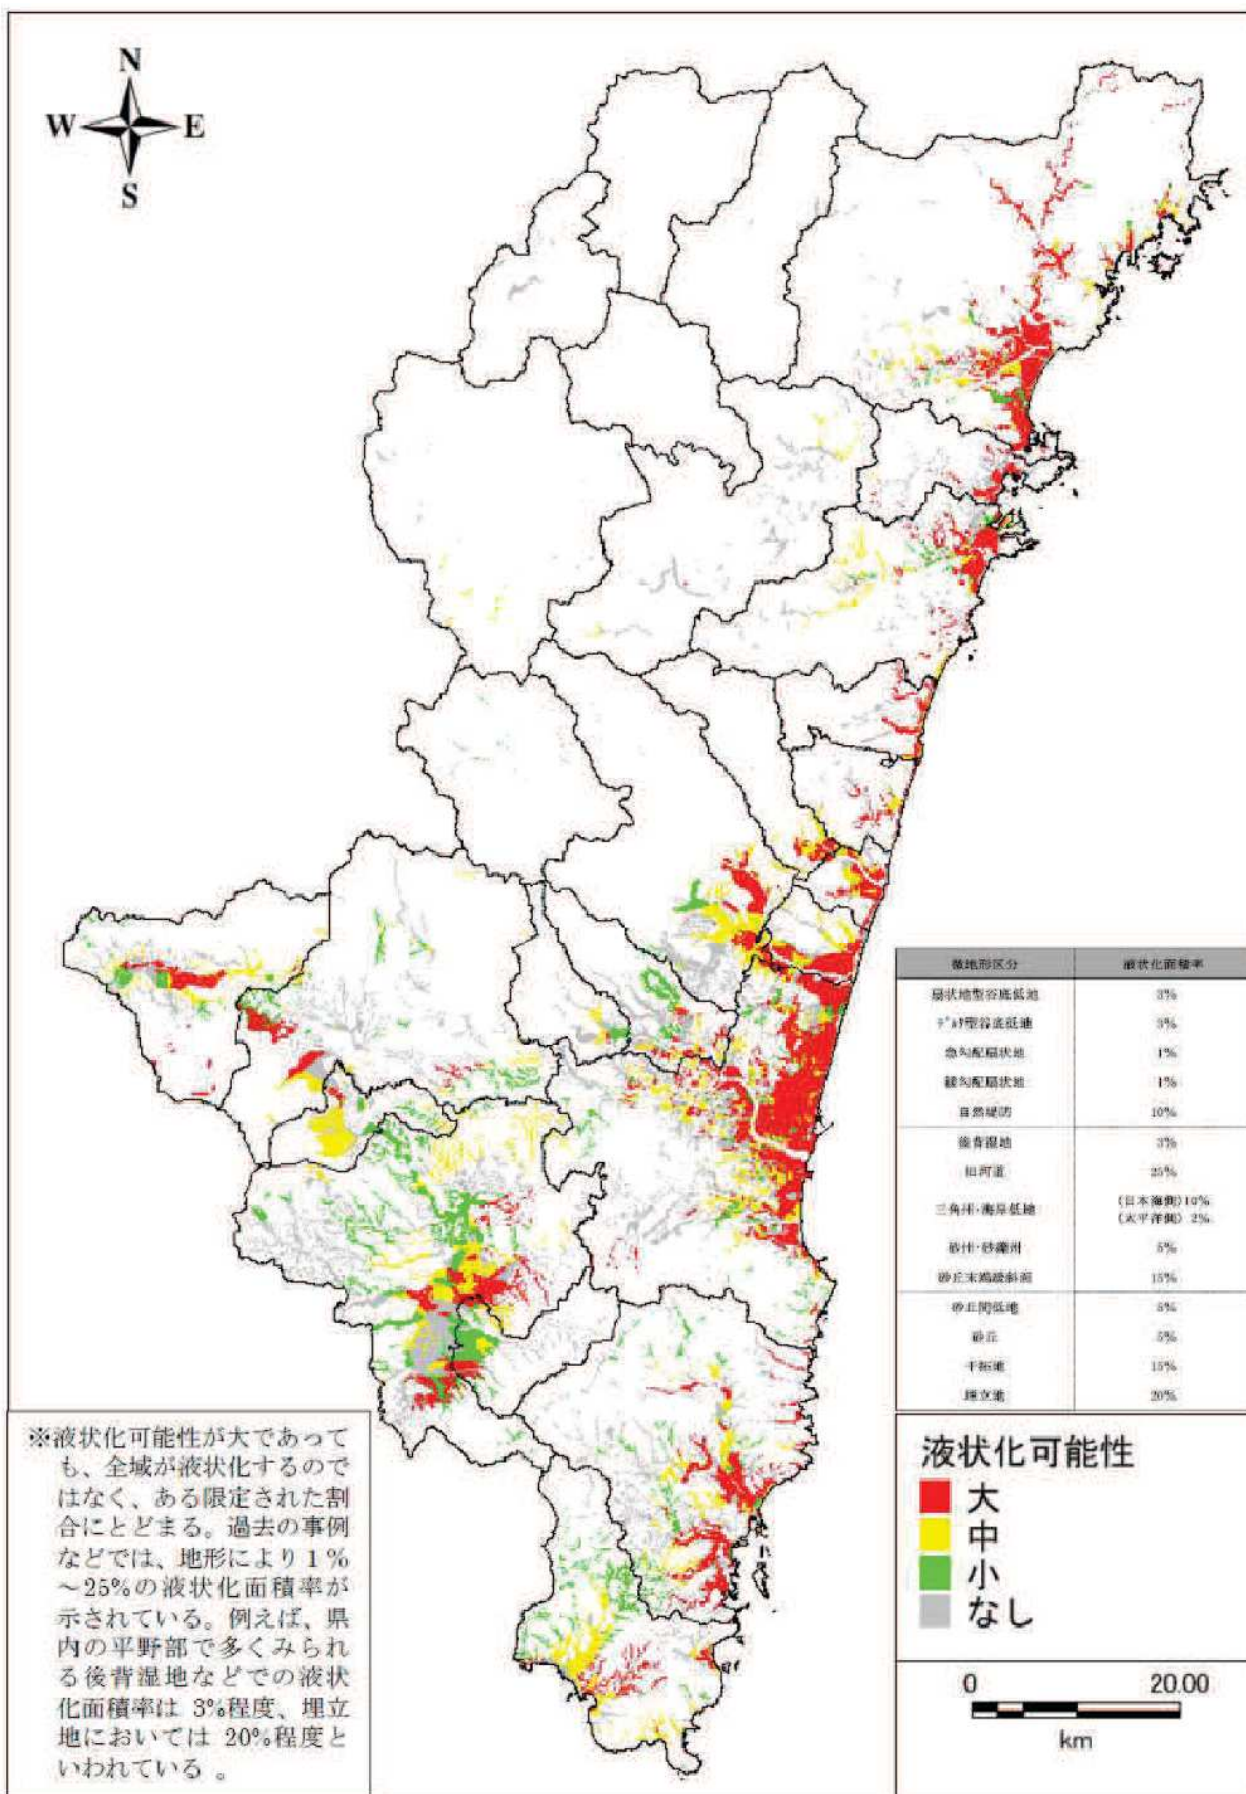 N
W E
S
微地形区分 液状化面積率
扇状地型谷底低地 3%
デルタ型谷底低地 3%
急勾配扇状地 1%
緩勾配扇状地 1%
自然堤防 10%
後背湿地 3%
旧河道 25%
三角州・海岸低地 (日本海側)10%
(太平洋側) 2%
砂州・砂礫州 5%
砂丘末端緩斜面 15%
砂丘間低地 5%
砂丘 5%
干拓地 15%
埋立地 20%
※液状化可能性が大であって
も、全域が液状化するので
はなく、ある限定された割
合にとどまる。過去の事例
などでは、地形により1%
~25%の液状化面積率が
示されている。例えば、県
内の平野部で多くみられ
る後背湿地などでの液状
化面積率は 3%程度、埋立
地においては 20%程度と
いわれている 。
液状化可能性
大
中
小
なし
0 20.00
km